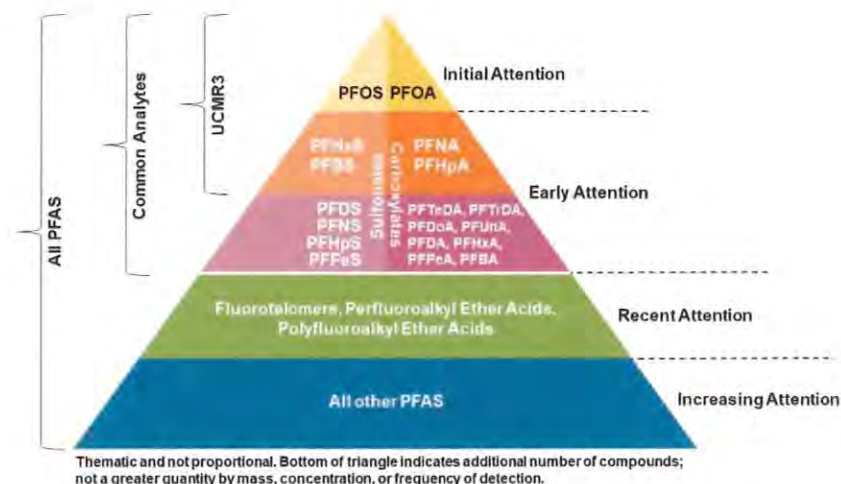 All PFAS
Common Analytes
UCMR3
PFOS PFOA
Initial Attention
PFHxS
PFBS
PFNA
PFHpA
Sulfonates
Carboxylates
Early Attention
PFDS
PFNS
PFHpS
PFPeS
PFTeDA, PFTrDA,
PFDoA, PFUnA,
PFDA, PFHxA,
PFPeA, PFBA
Fluorotelomers, Perfluoroalkyl Ether Acids,
Polyfluoroalkyl Ether Acids
Recent Attention
All other PFAS
Increasing Attention
Thematic and not proportional. Bottom of triangle indicates additional number of compounds;
not a greater quantity by mass, concentration, or frequency of detection.